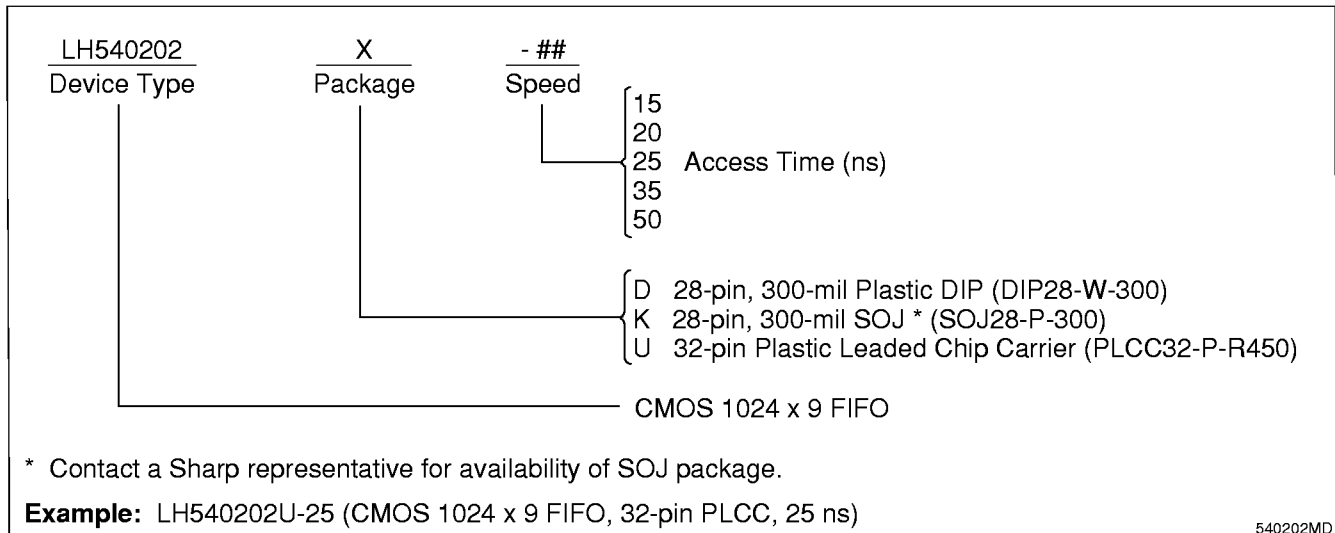 LH540202 X - ##
Device Type Package Speed
15
20
25 Access Time (ns)
35
50
D 28-pin, 300-mil Plastic DIP (DIP28-W-300)
K 28-pin, 300-mil SOJ * (SOJ28-P-300)
U 32-pin Plastic Leaded Chip Carrier (PLCC32-P-R450)
CMOS 1024 x 9 FIFO
* Contact a Sharp representative for availability of SOJ package.
Example: LH540202U-25 (CMOS 1024 x 9 FIFO, 32-pin PLCC, 25 ns)
540202MD